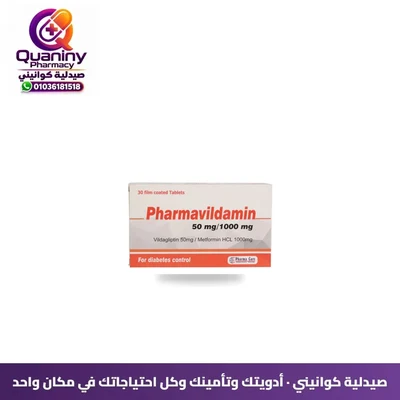 Quaniny
Pharmacy
صيدلية كوانيني
01036181518
30 film coated Tablets
Pharmavildamin
50 mg/1000 mg
Vildagliptin 50mg / Metformin HCL 1000mg
For diabetes control
صيدلية كوانيني - أدويتك وتأمينك وكل احتياجاتك في مكان واحد